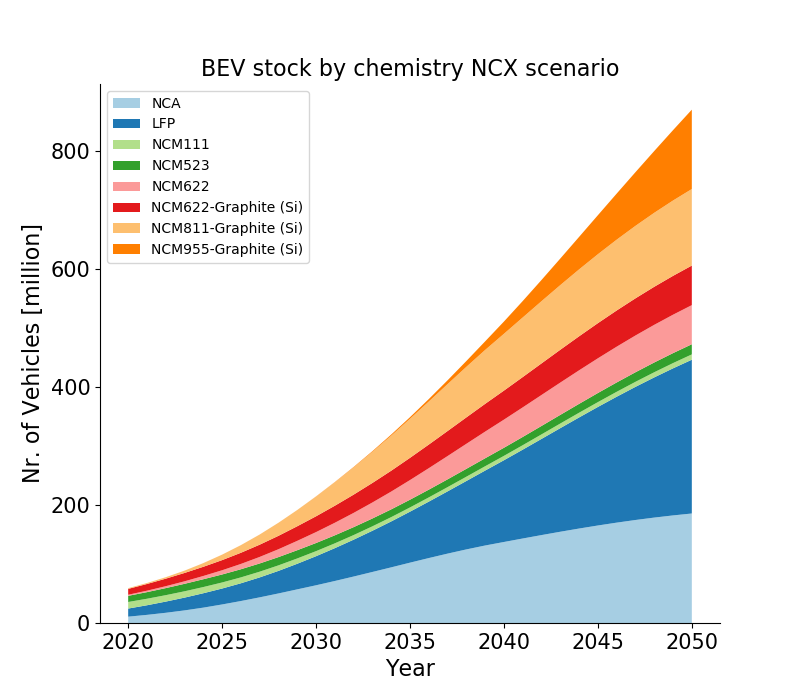 BEV stock by chemistry NCX scenario
NCA
LFP
NCM111
NCM523
NCM622
NCM622-Graphite (Si)
NCM811-Graphite (Si)
NCM955-Graphite (Si)
Nr. of Vehicles [million]
800
600
400
200
0
2020 2025 2030 2035 2040 2045 2050
Year